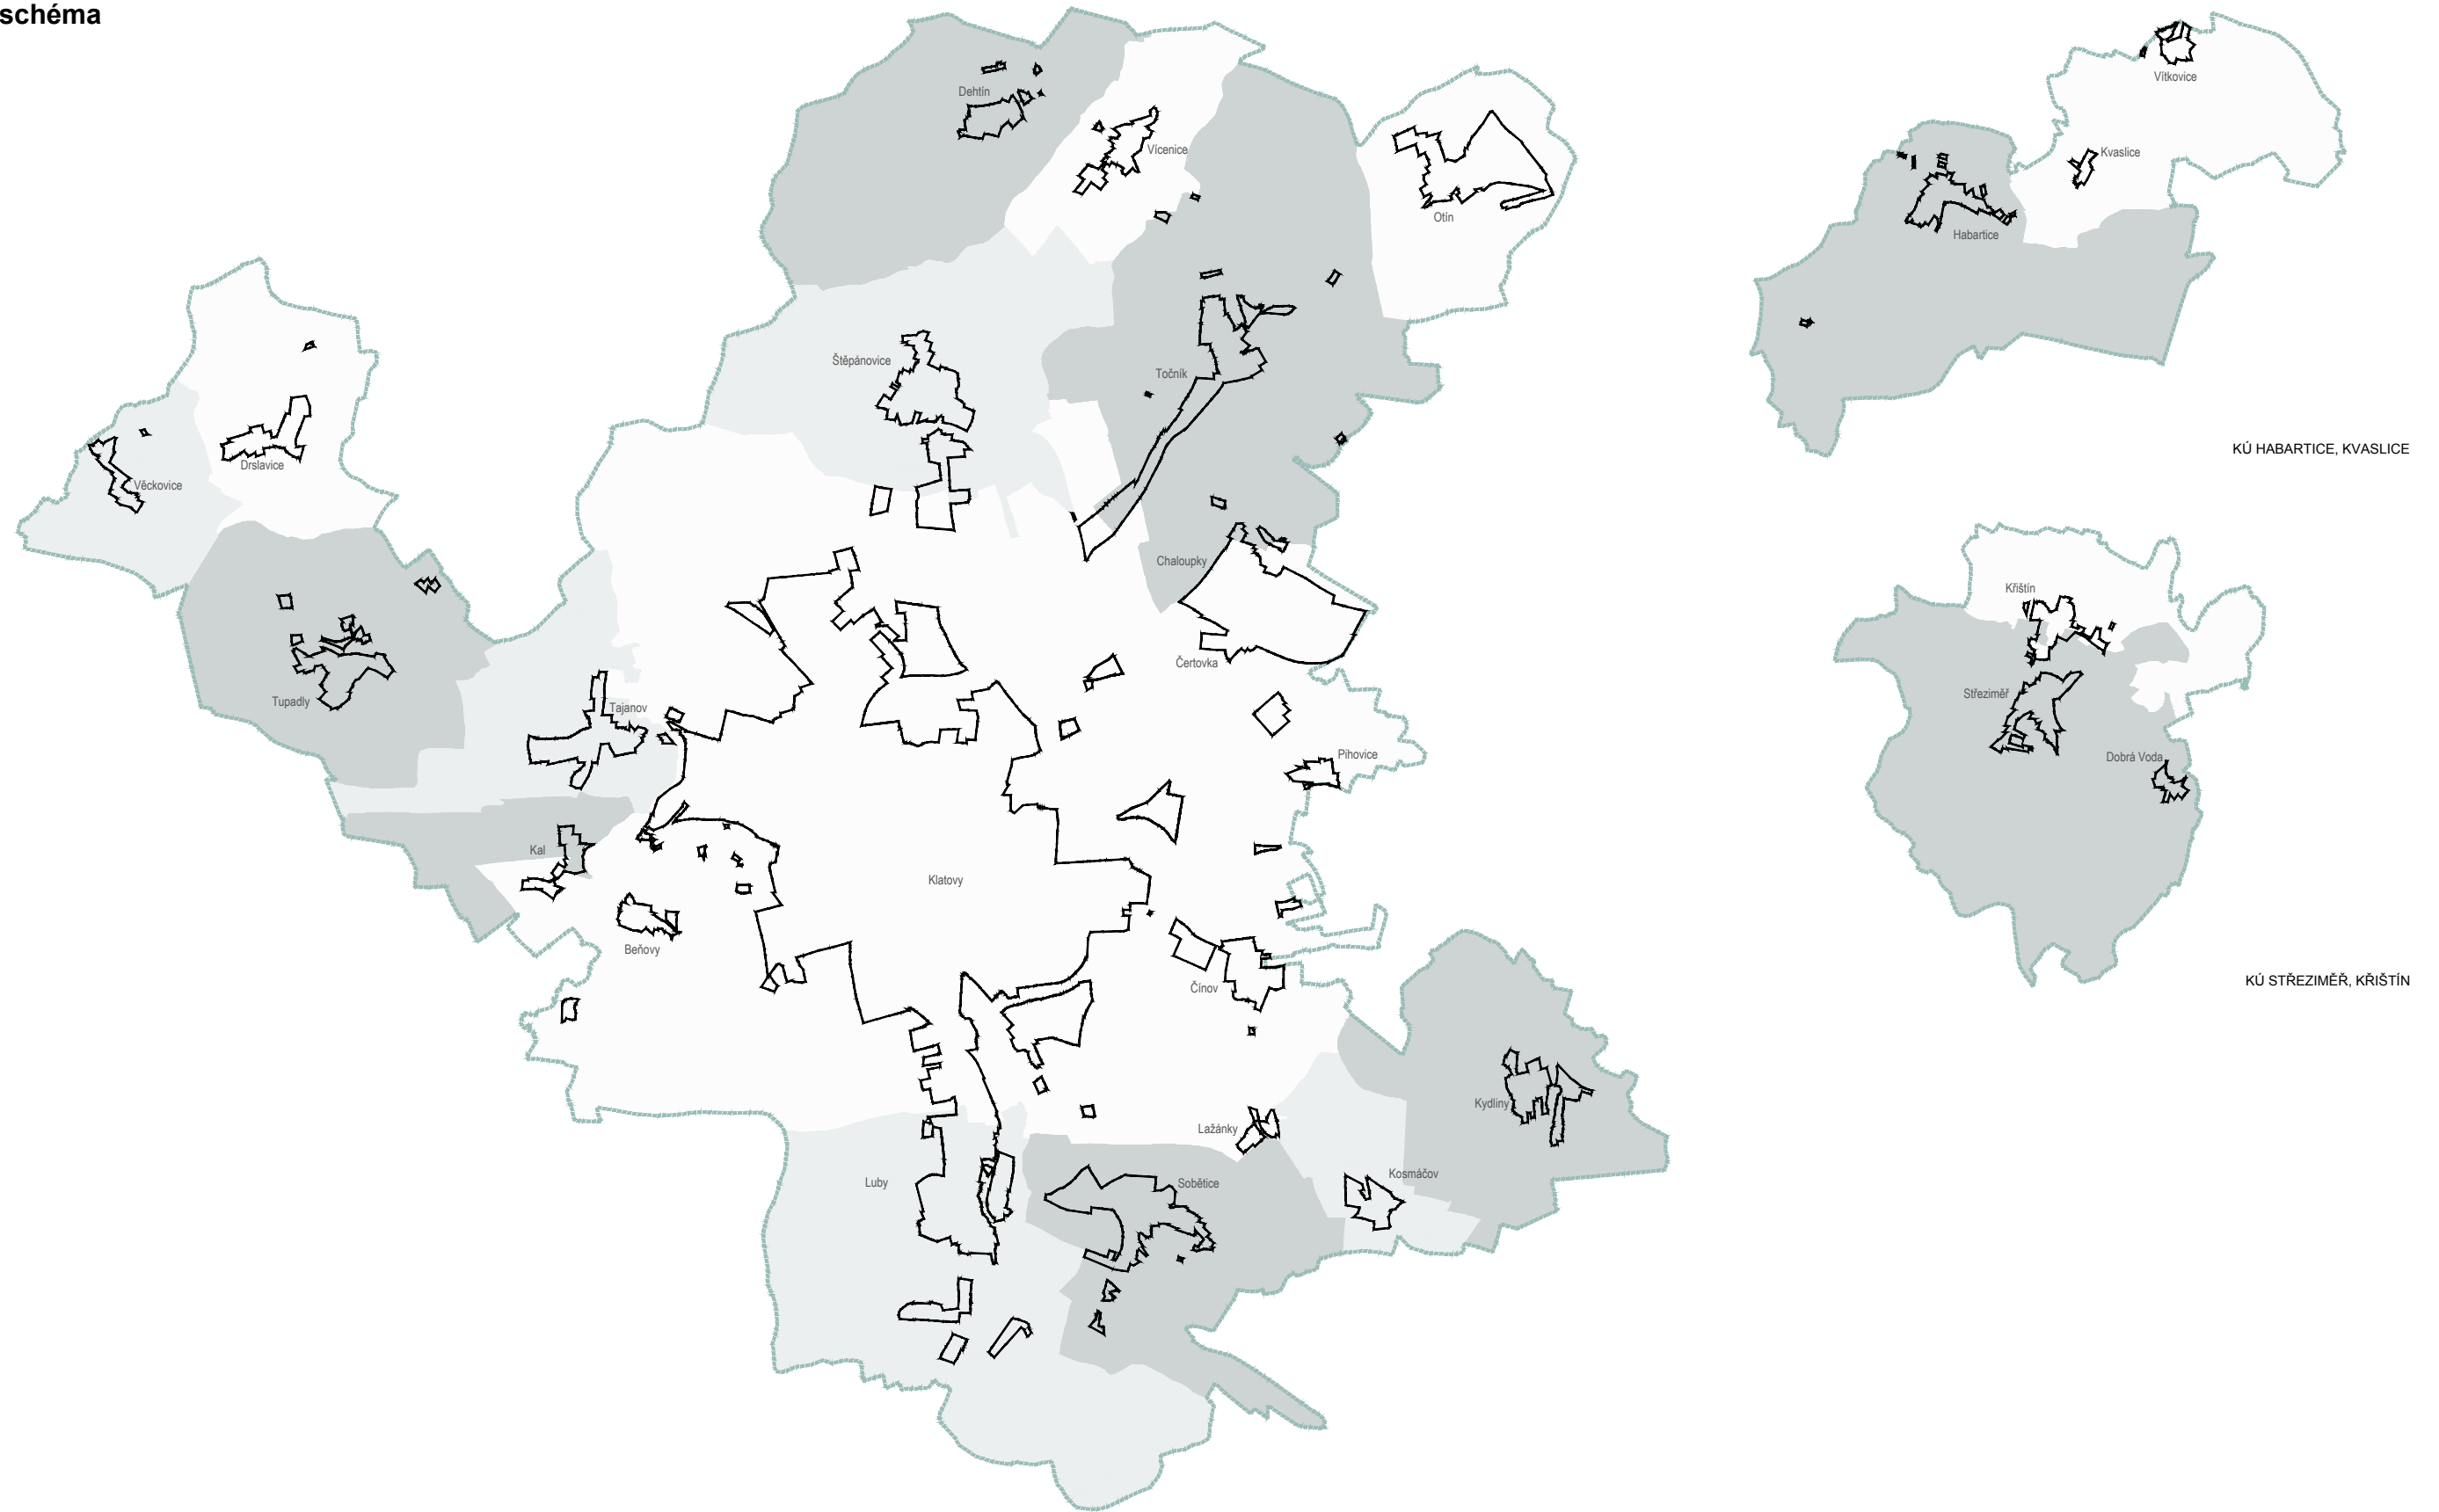 schéma
Vítkovice
Dehtín
Vícenice
Kvaslice
Otín
Habartice
Štěpánovice
Točník
KÚ HABARTICE, KVASLICE
Drslavice
Věckovice
Chaloupky
Křištín
Čertovka
Střeziměř
Tupadly
Tajanov
Pihovice
Dobrá Voda
Kal
Klatovy
Beňovy
KÚ STŘEZIMĚŘ, KŘIŠTÍN
Čínov
Kydliny
Lažánky
Kosmáčov
Luby
Sobětice